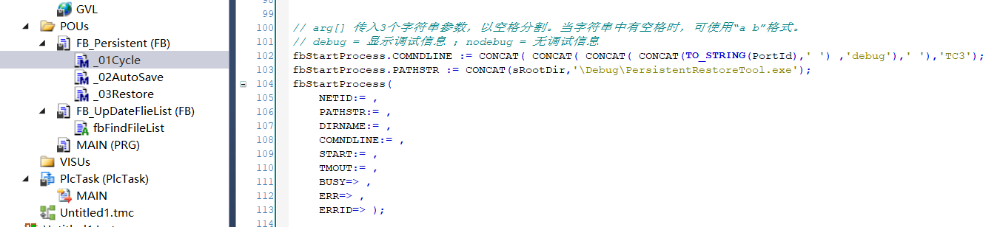 GVL
POUs
FB_Persistent (FB)
_01Cycle
_02AutoSave
_03Restore
FB_UpDateFlieList (FB)
fbFindFileList
MAIN (PRG)
VISUs
PlcTask (PlcTask)
MAIN
Untitled1.tmc
99
100 // arg[] 传入3个字符串参数，以空格分割。当字符串中有空格时，可使用“a b”格式。
101 // debug = 显示调试信息 ；nodebug = 无调试信息
102 fbStartProcess.COMNDLINE := CONCAT( CONCAT( CONCAT( CONCAT(TO_STRING(PortId),' ') ,'debug'),' '),'TC3');
103 fbStartProcess.PATHSTR := CONCAT(sRootDir,'\Debug\PersistentRestoreTool.exe');
104 fbStartProcess(
105 NETID:= ,
106 PATHSTR:= ,
107 DIRNAME:= ,
108 COMNDLINE:= ,
109 START:= ,
110 TMOUT:= ,
111 BUSY=> ,
112 ERR=> ,
113 ERRID=> );
114